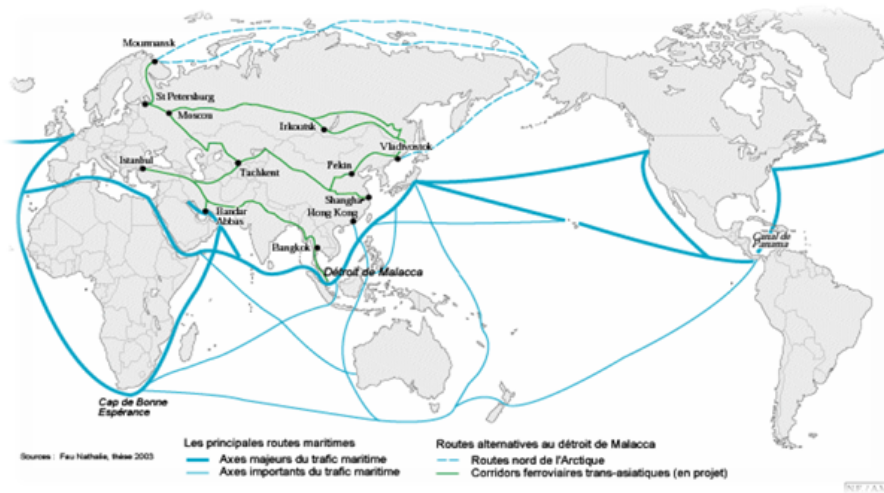 Mourmansk
St Petersburg
Moscou
Irkoutsk
Vladivostok
Istanbul
Tachkent
Pekin
Shanghai
Bandar
Abbas
Hong Kong
Bangkok
Canal de
Panama
Détroit de Malacca
Cap de Bonne
Espérance
Les principales routes maritimes
Axes majeurs du trafic maritime
Axes importants du trafic maritime
Routes alternatives au détroit de Malacca
Routes nord de l'Arctique
Corridors ferroviaires trans-asiatiques (en projet)
Sources : Fau Nathalie, thèse 2003